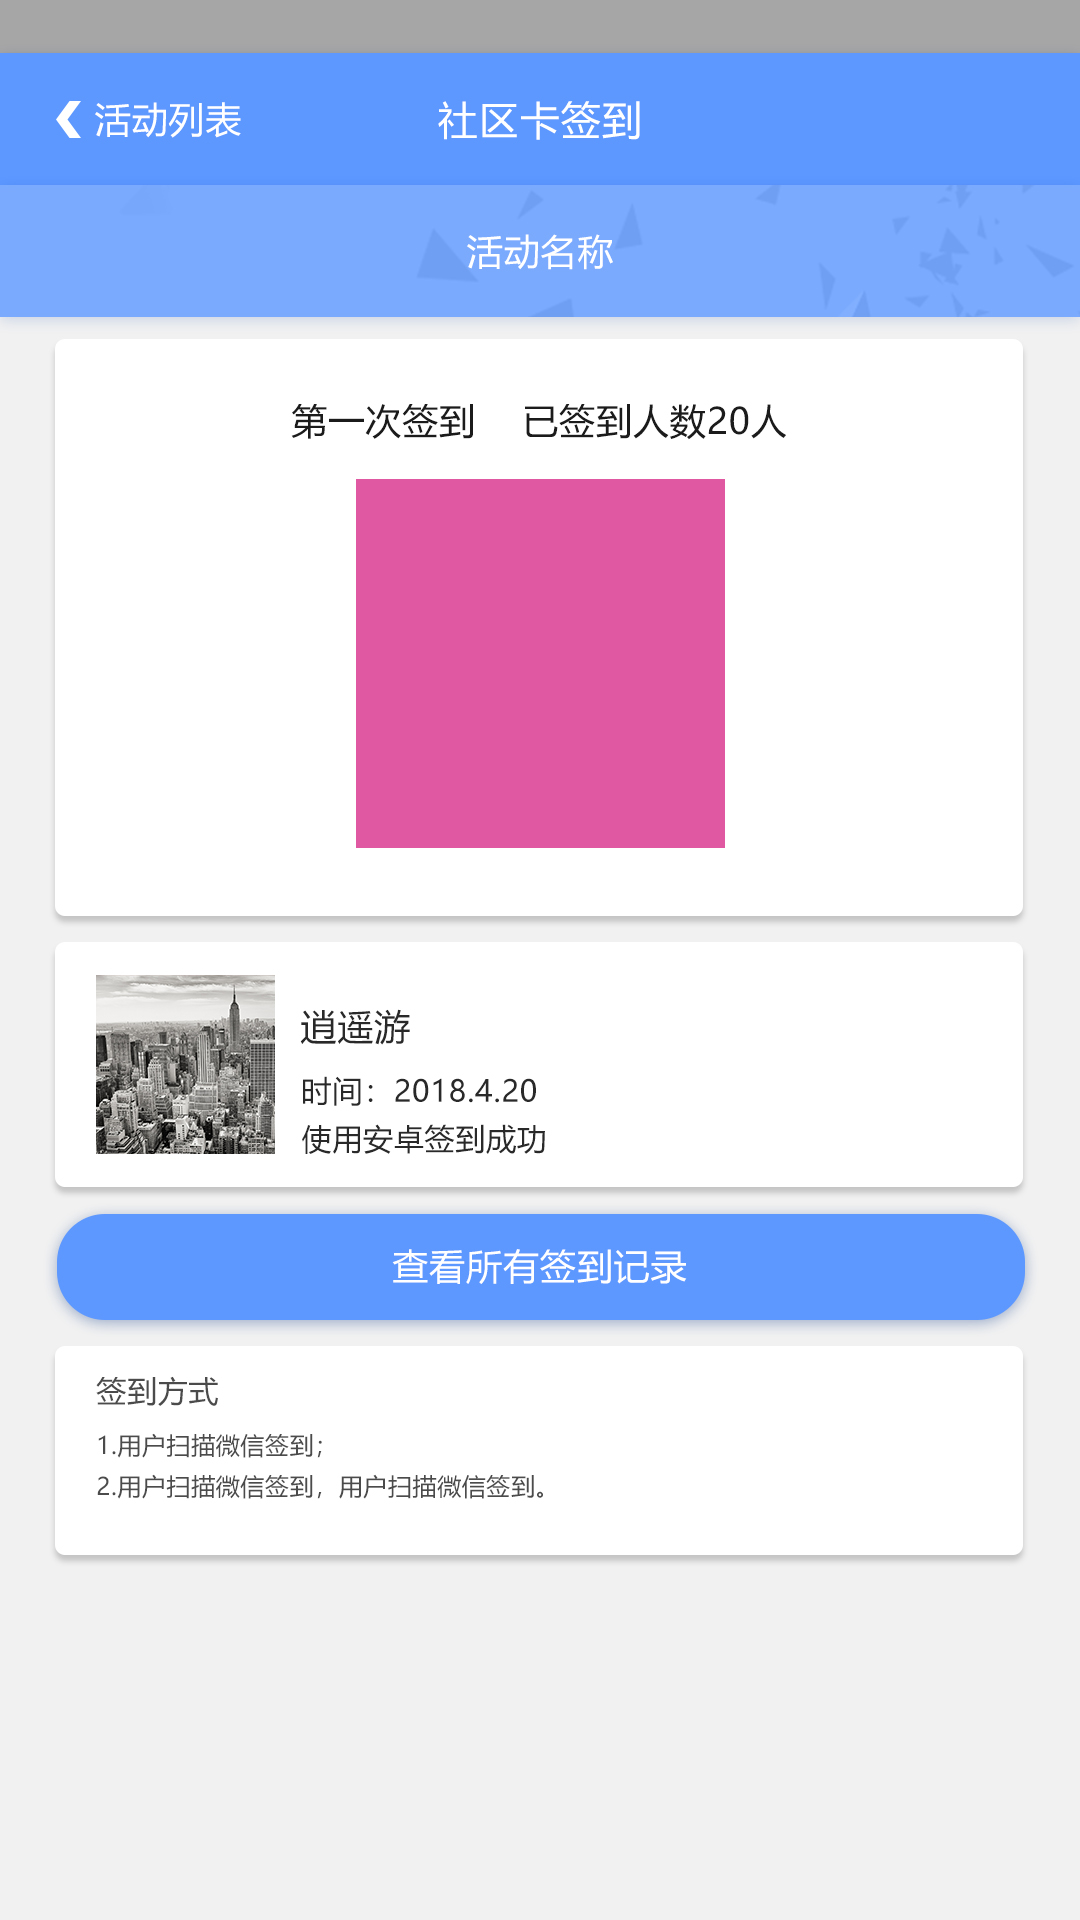 活动列表
社区卡签到
活动名称
第一次签到 已签到人数20人
逍遥游
时间：2018.4.20
使用安卓签到成功
查看所有签到记录
签到方式
1.用户扫描微信签到；
2.用户扫描微信签到，用户扫描微信签到。